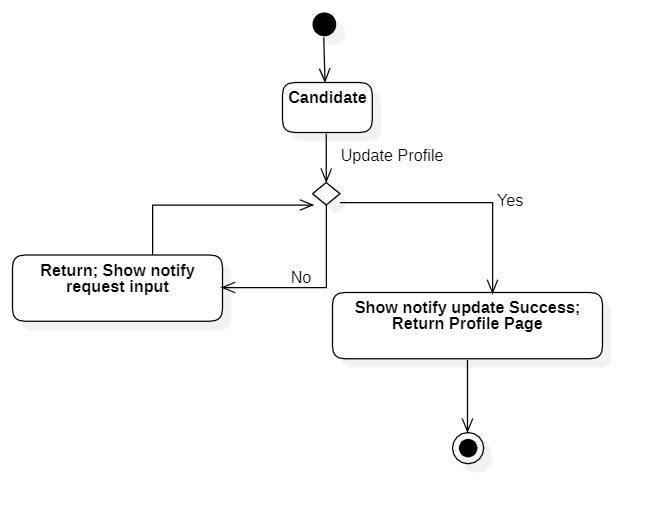 Candidate
Update Profile
Yes
Return; Show notify
request input
No
Show notify update Success;
Return Profile Page